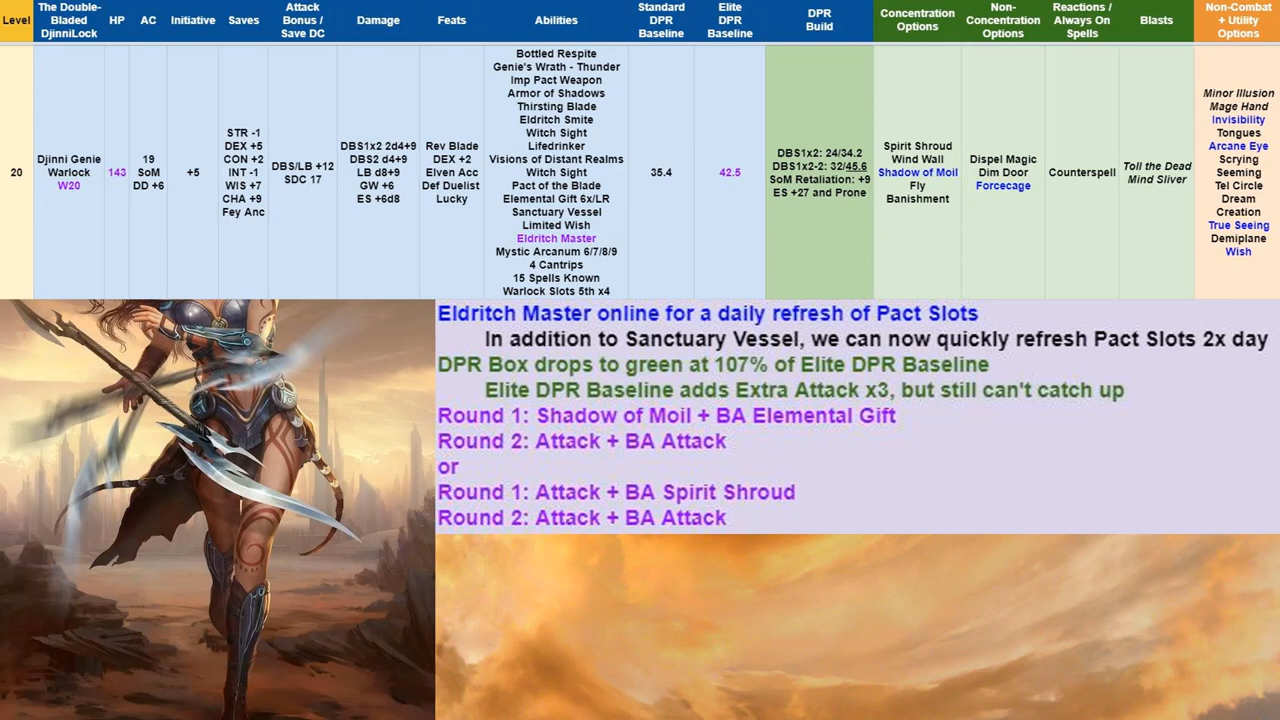 Level
The Double-
Bladed
DjinniLock
HP
AC
Initiative
Saves
Attack
Bonus /
Save DC
Damage
Feats
Abilities
Standard
DPR
Baseline
Elite
DPR
Baseline
DPR
Build
Concentration
Options
Non-
Concentration
Options
Reactions /
Always On
Spells
Blasts
Non-Combat
+ Utility
Options
20
Djinni Genie
Warlock
W20
143
19
SoM
DD +6
+5
STR -1
DEX +5
CON +2
INT -1
WIS +7
CHA +9
Fey Anc
DBS/LB +12
SDC 17
DBS1x2 2d4+9
DBS2 d4+9
LB d8+9
GW +6
ES +6d8
Rev Blade
DEX +2
Elven Acc
Def Duelist
Lucky
Bottled Respite
Genie's Wrath - Thunder
Imp Pact Weapon
Armor of Shadows
Thirsting Blade
Eldritch Smite
Witch Sight
Lifedrinker
Visions of Distant Realms
Witch Sight
Pact of the Blade
Elemental Gift 6x/LR
Sanctuary Vessel
Limited Wish
Eldritch Master
Mystic Arcanum 6/7/8/9
4 Cantrips
15 Spells Known
Warlock Slots 5th x4
35.4
42.5
DBS1x2: 24/34.2
DBS1x2-2: 32/45.6
SoM Retaliation: +9
ES +27 and Prone
Spirit Shroud
Wind Wall
Shadow of Moil
Fly
Banishment
Dispel Magic
Dim Door
Forcecage
Counterspell
Toll the Dead
Mind Sliver
Minor Illusion
Mage Hand
Invisibility
Tongues
Arcane Eye
Scrying
Seeming
Tel Circle
Dream
Creation
True Seeing
Demiplane
Wish
Eldritch Master online for a daily refresh of Pact Slots
In addition to Sanctuary Vessel, we can now quickly refresh Pact Slots 2x day
DPR Box drops to green at 107% of Elite DPR Baseline
Elite DPR Baseline adds Extra Attack x3, but still can't catch up
Round 1: Shadow of Moil + BA Elemental Gift
Round 2: Attack + BA Attack
or
Round 1: Attack + BA Spirit Shroud
Round 2: Attack + BA Attack